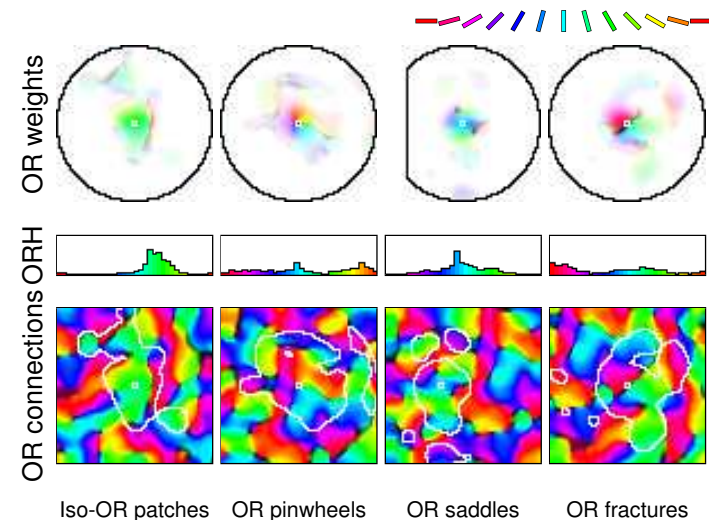 OR weights
ORH
OR connections
Iso-OR patches
OR pinwheels
OR saddles
OR fractures